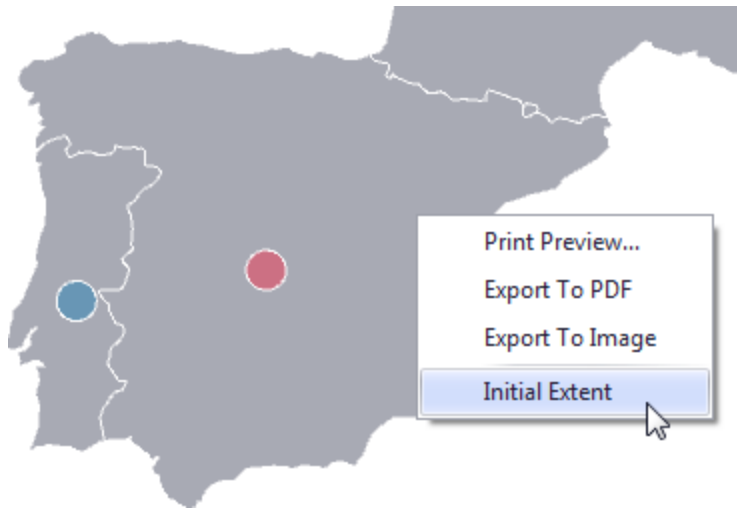 Print Preview...
Export To PDF
Export To Image
Initial Extent